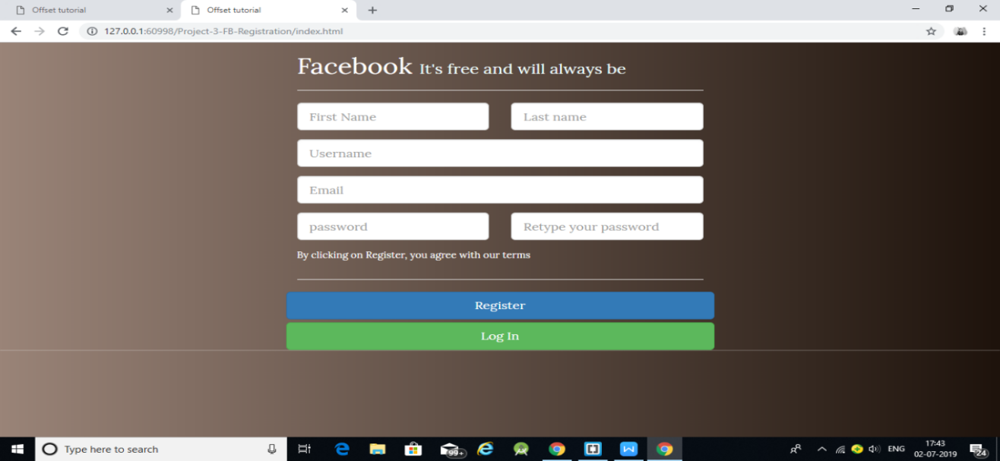 Offset tutorial
Offset tutorial
127.0.0.1:60998/Project-3-FB-Registration/index.html
Facebook It's free and will always be
First Name Last name
Username
Email
password Retype your password
By clicking on Register, you agree with our terms
Register
Log In
Type here to search
99+
ENG
17:43
02-07-2019
24